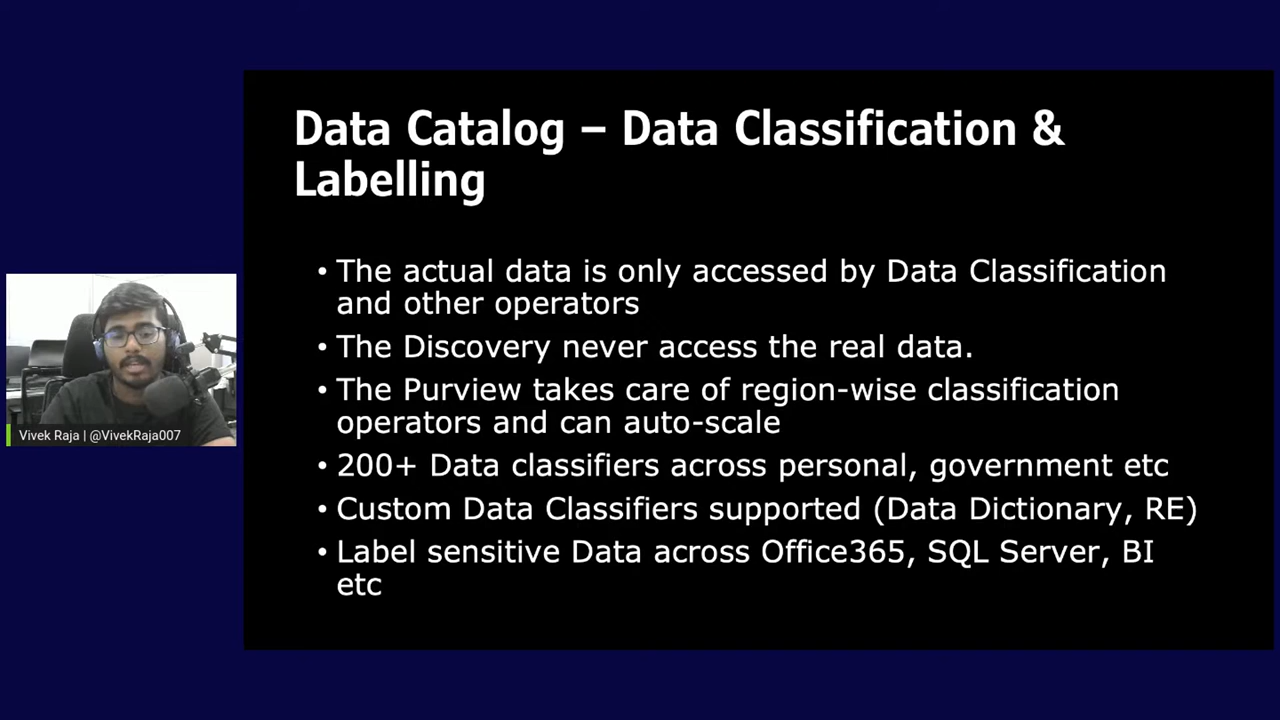 Data Catalog – Data Classification &
Labelling
• The actual data is only accessed by Data Classification
and other operators
• The Discovery never access the real data.
• The Purview takes care of region-wise classification
operators and can auto-scale
• 200+ Data classifiers across personal, government etc
• Custom Data Classifiers supported (Data Dictionary, RE)
• Label sensitive Data across Office365, SQL Server, BI
etc
Vivek Raja | @VivekRaja007